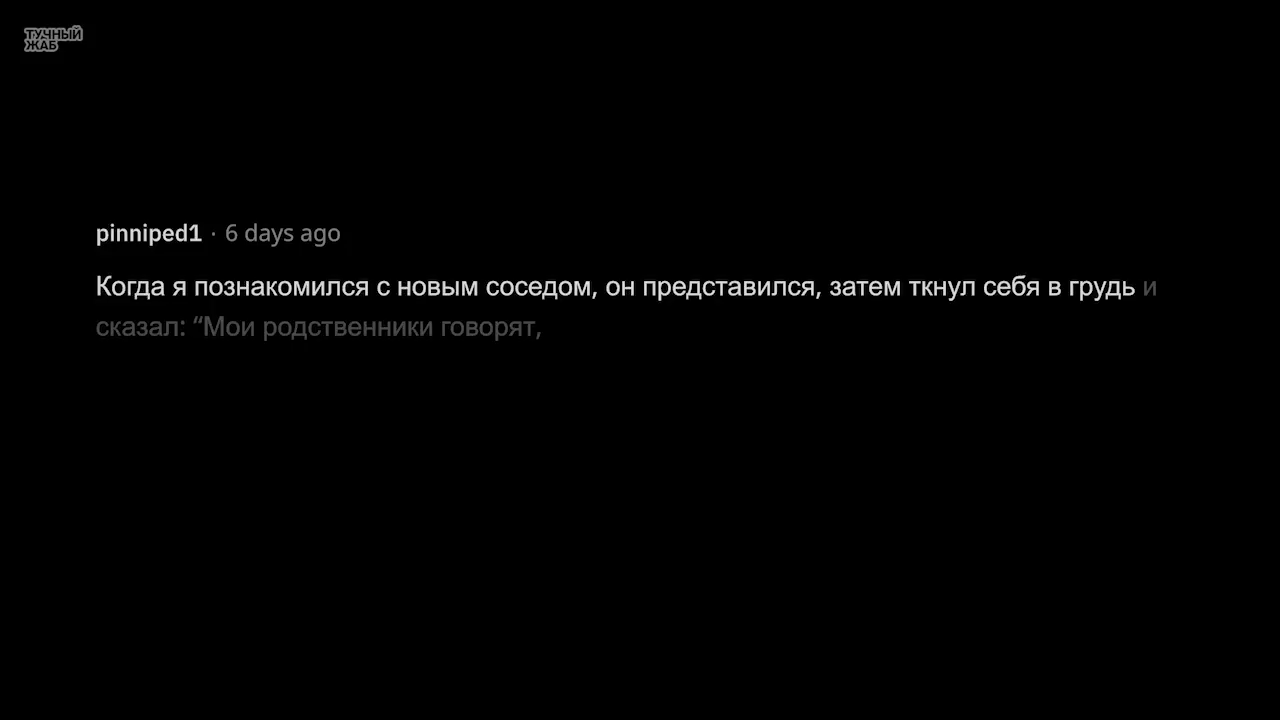 ТУЧНЫЙ
ЖАБ
pinniped1 · 6 days ago
Когда я познакомился с новым соседом, он представился, затем ткнул себя в грудь и
сказал: “Мои родственники говорят,